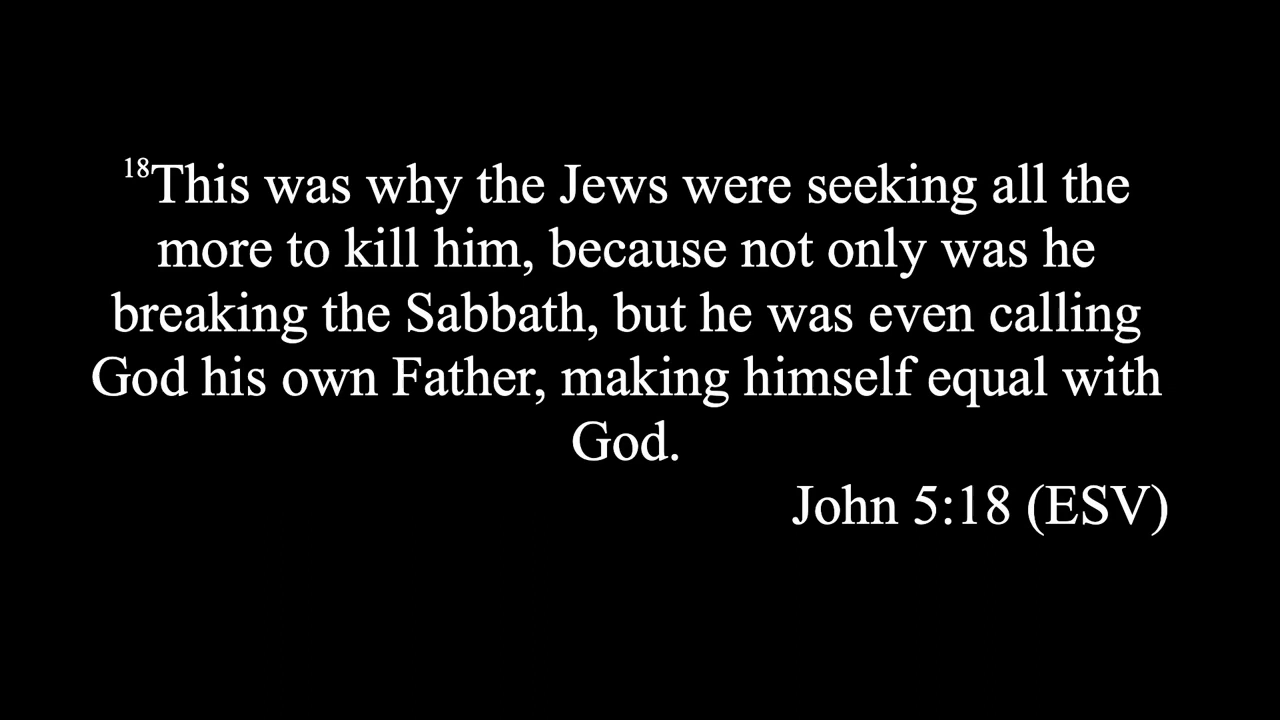 18This was why the Jews were seeking all the
more to kill him, because not only was he
breaking the Sabbath, but he was even calling
God his own Father, making himself equal with
God.
John 5:18 (ESV)